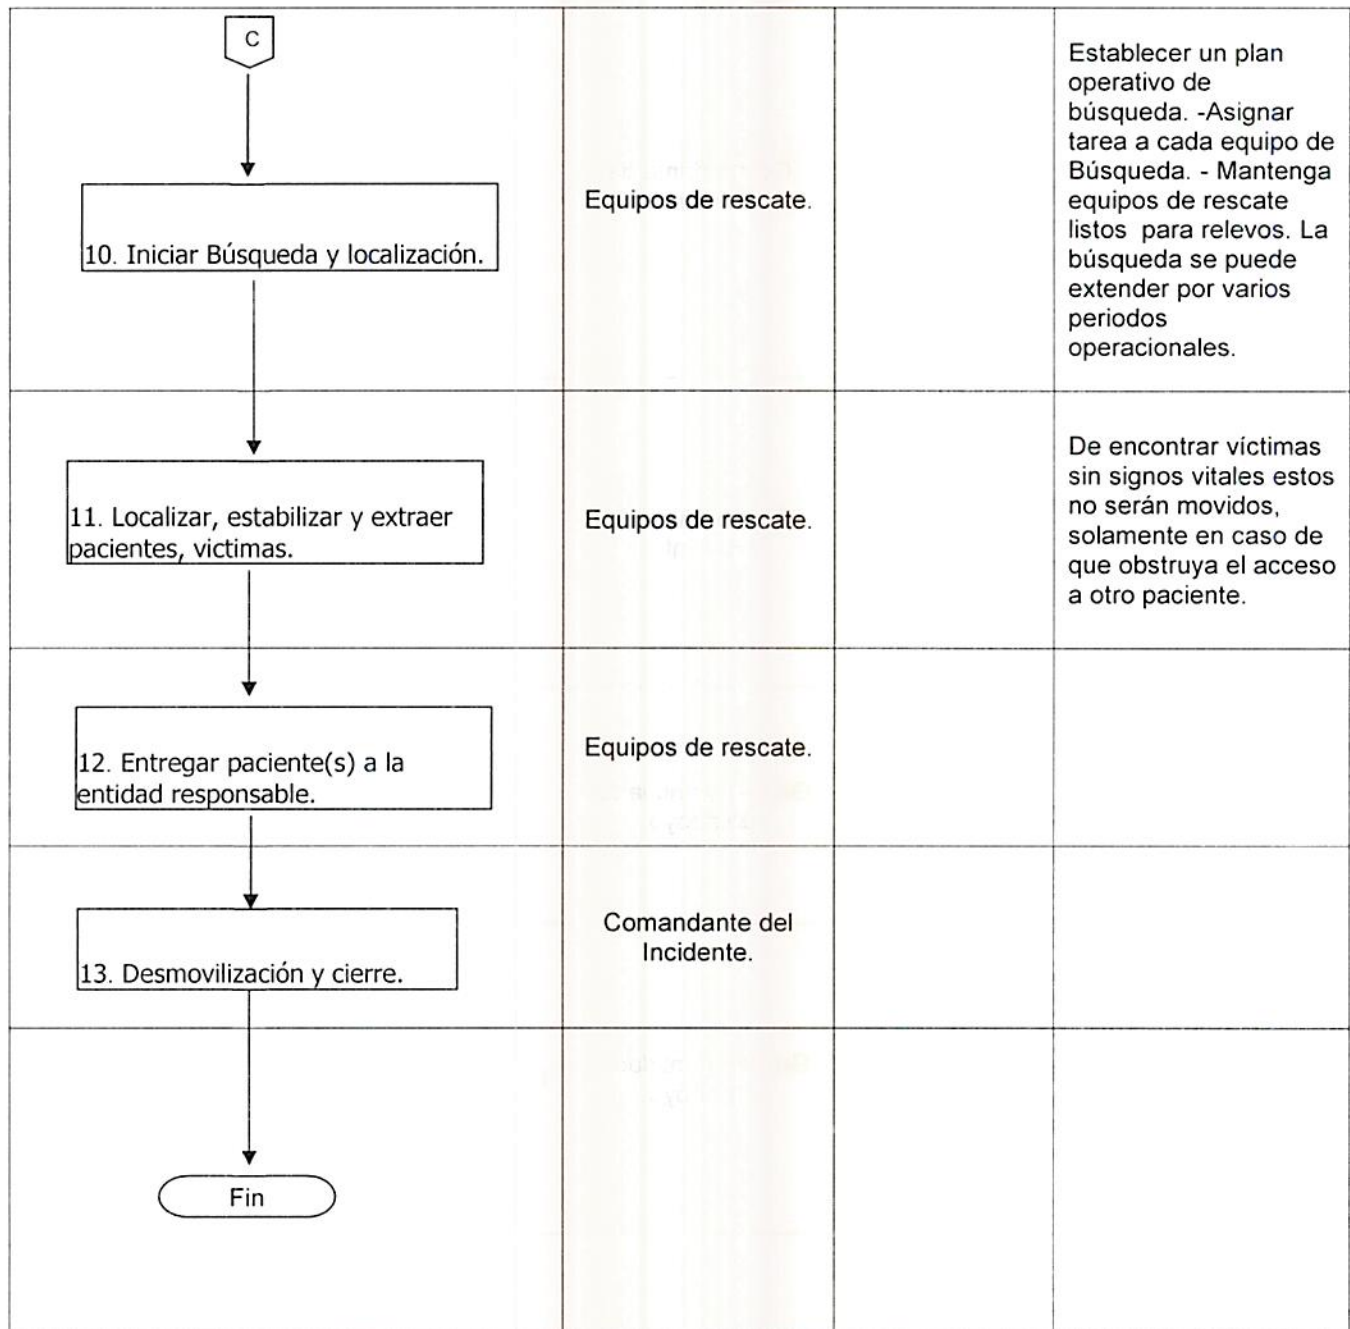 C
10. Iniciar Búsqueda y localización.
Equipos de rescate.
Establecer un plan
operativo de
búsqueda. -Asignar
tarea a cada equipo de
Búsqueda. - Mantenga
equipos de rescate
listos para relevos. La
búsqueda se puede
extender por varios
periodos
operacionales.
11. Localizar, estabilizar y extraer
pacientes, victimas.
Equipos de rescate.
De encontrar víctimas
sin signos vitales estos
no serán movidos,
solamente en caso de
que obstruya el acceso
a otro paciente.
12. Entregar paciente(s) a la
entidad responsable.
Equipos de rescate.
13. Desmovilización y cierre.
Comandante del
Incidente.
Fin